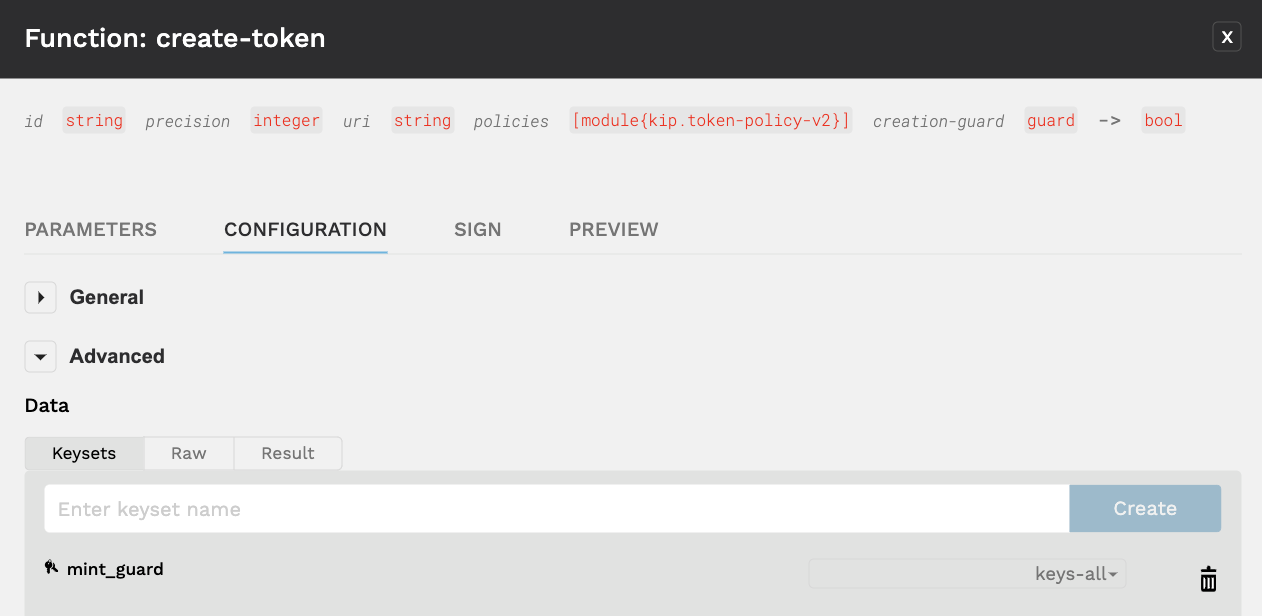 Function: create-token X
id string precision integer uri string policies [module{kip.token-policy-v2}] creation-guard guard -> bool
PARAMETERS CONFIGURATION SIGN PREVIEW
General
Advanced
Data
Keysets Raw Result
Enter keyset name Create
mint_guard keys-all